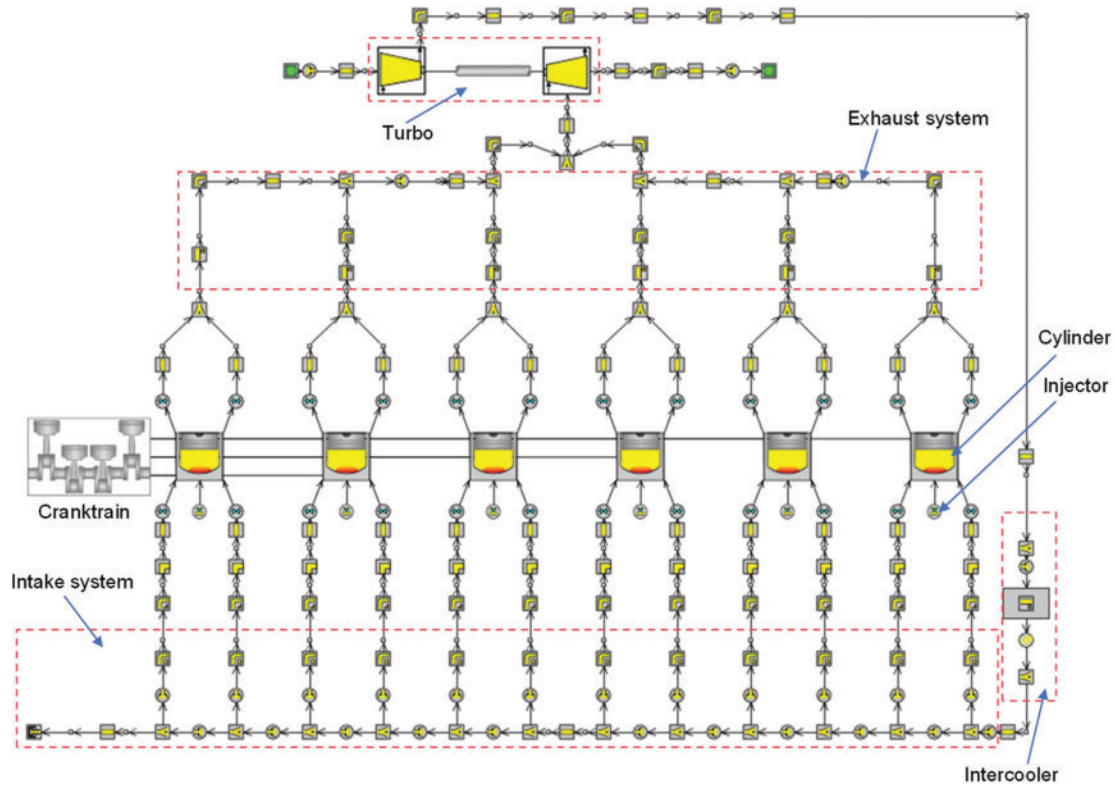 Turbo
Exhaust system
Cylinder
Injector
Cranktrain
Intake system
Intercooler